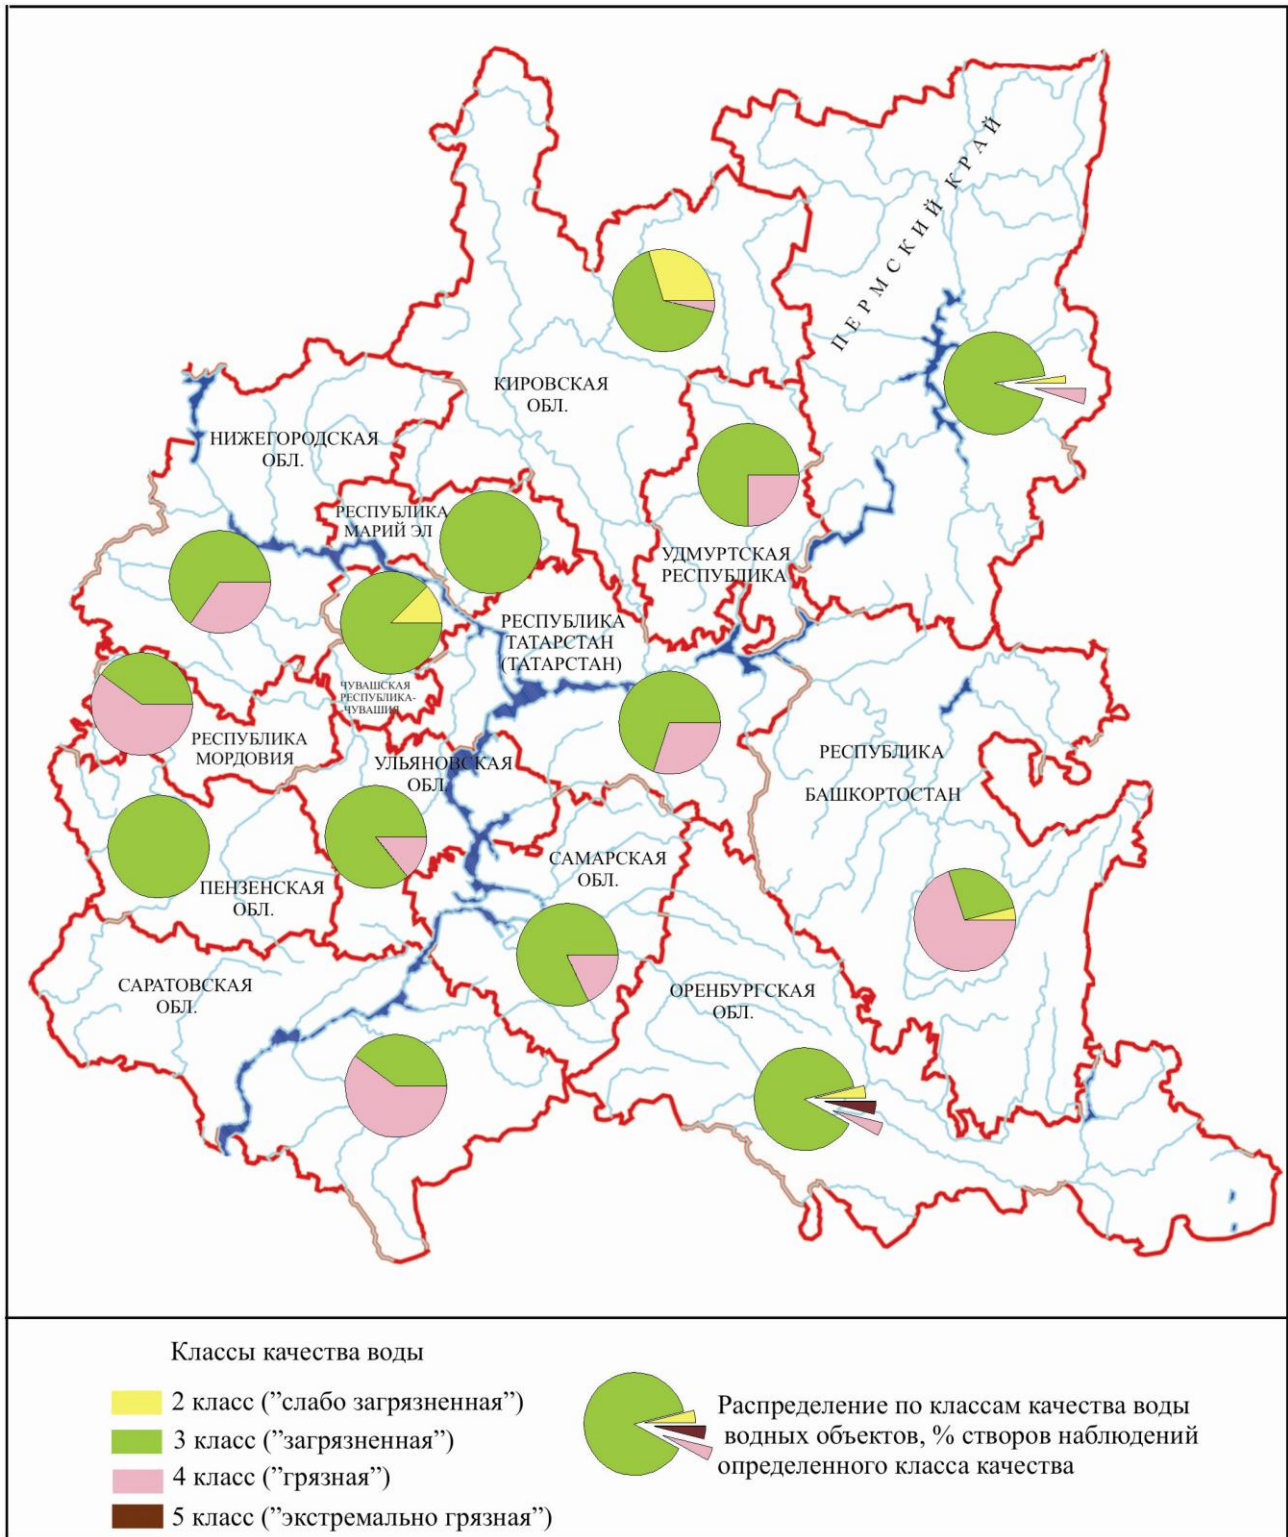 ПЕРМСКИЙ КРАЙ
КИРОВСКАЯ
ОБЛ.
НИЖЕГОРОДСКАЯ
ОБЛ.
РЕСПУБЛИКА
МАРИЙ ЭЛ
УДМУРТСКАЯ
РЕСПУБЛИКА
РЕСПУБЛИКА
ТАТАРСТАН
(ТАТАРСТАН)
ЧУВАШСКАЯ
РЕСПУБЛИКА-
ЧУВАШИЯ
РЕСПУБЛИКА
МОРДОВИЯ
УЛЬЯНОВСКАЯ
ОБЛ.
РЕСПУБЛИКА
БАШКОРТОСТАН
ПЕНЗЕНСКАЯ
ОБЛ.
САМАРСКАЯ
ОБЛ.
САРАТОВСКАЯ
ОБЛ.
ОРЕНБУРГСКАЯ
ОБЛ.
Классы качества воды
2 класс (”слабо загрязненная”)
3 класс (”загрязненная”)
4 класс (”грязная”)
5 класс (”экстремально грязная”)
Распределение по классам качества воды
водных объектов, % створов наблюдений
определенного класса качества